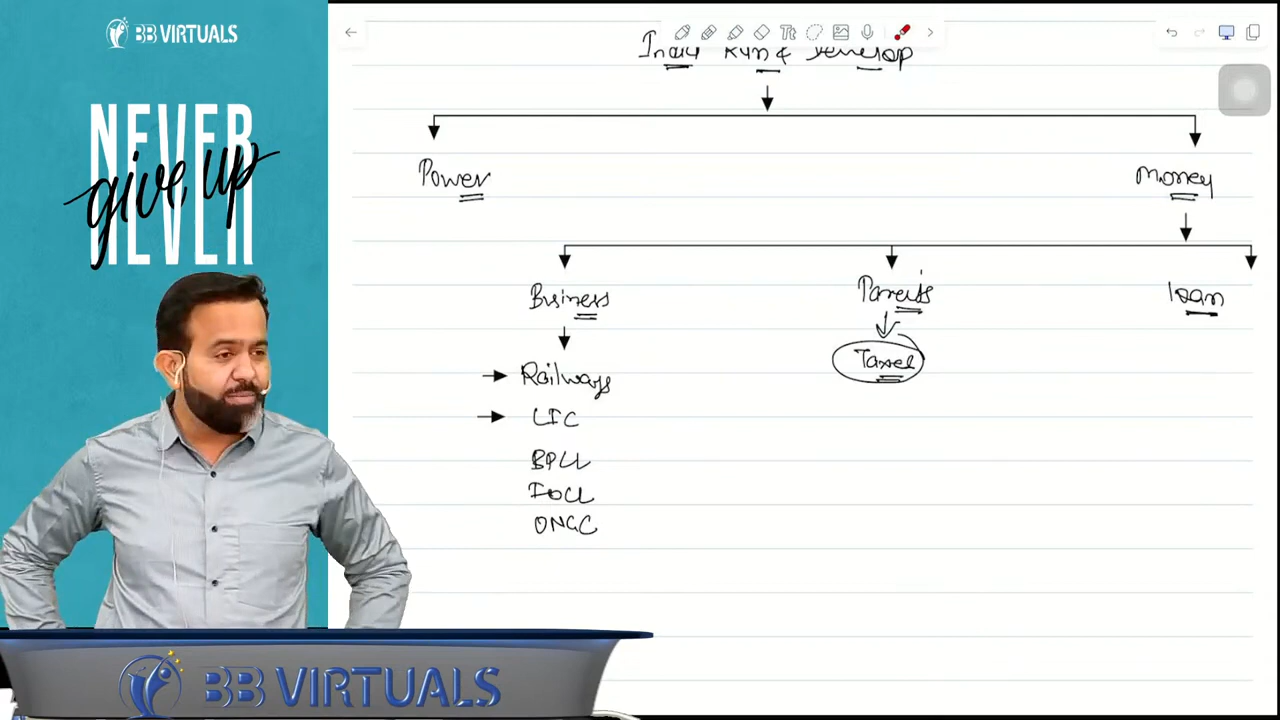 BB VIRTUALS
NEVER
give up
NEVER
India Run & Develop
Power
Money
Business
Parents
loan
Railways
Taxes
LIC
BPCL
IOCL
ONGC
BB VIRTUALS